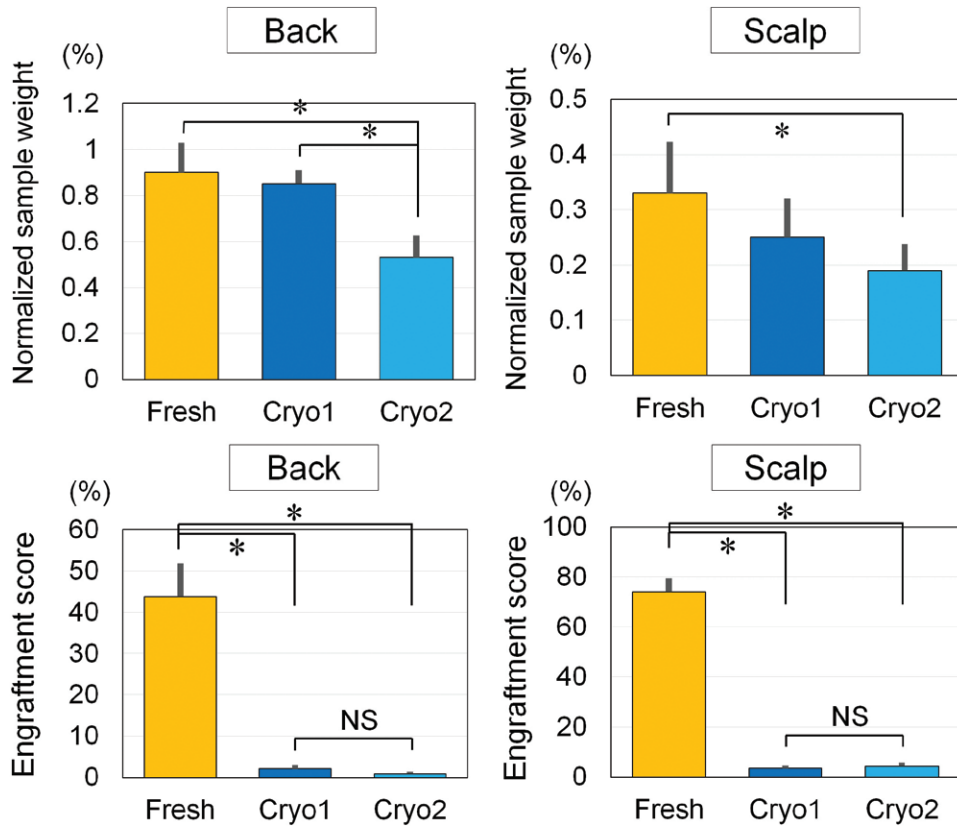 Back
(%)
Normalized sample weight
1.2
1
0.8
0.6
0.4
0.2
0
*
*
Fresh Cryo1 Cryo2
Scalp
(%)
Normalized sample weight
0.5
0.4
0.3
0.2
0.1
0
*
Fresh Cryo1 Cryo2
Back
(%)
Engraftment score
60
50
40
30
20
10
0
*
*
NS
Fresh Cryo1 Cryo2
Scalp
(%)
Engraftment score
100
80
60
40
20
0
*
*
NS
Fresh Cryo1 Cryo2